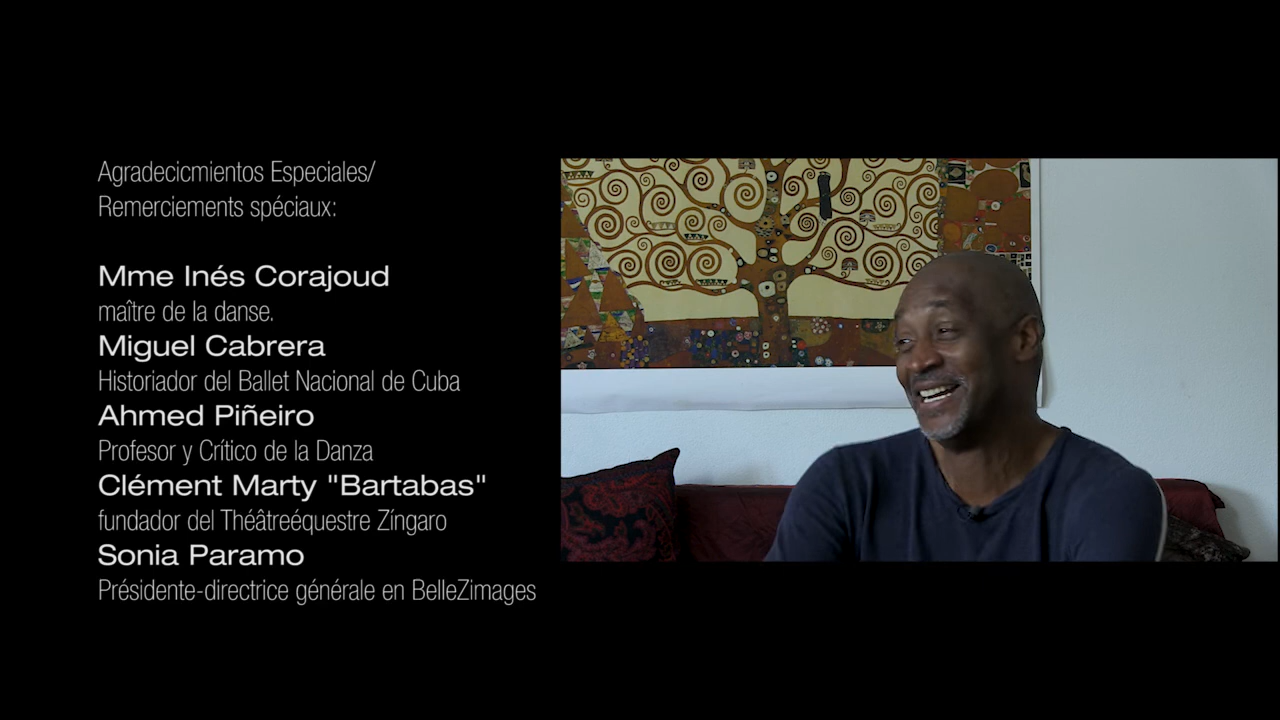 Agradecicmientos Especiales/
Remerciements spéciaux:
Mme Inés Corajoud
maître de la danse.
Miguel Cabrera
Historiador del Ballet Nacional de Cuba
Ahmed Piñeiro
Profesor y Crítico de la Danza
Clément Marty "Bartabas"
fundador del Théâtreéquestre Zíngaro
Sonia Paramo
Présidente-directrice générale en BelleZimages